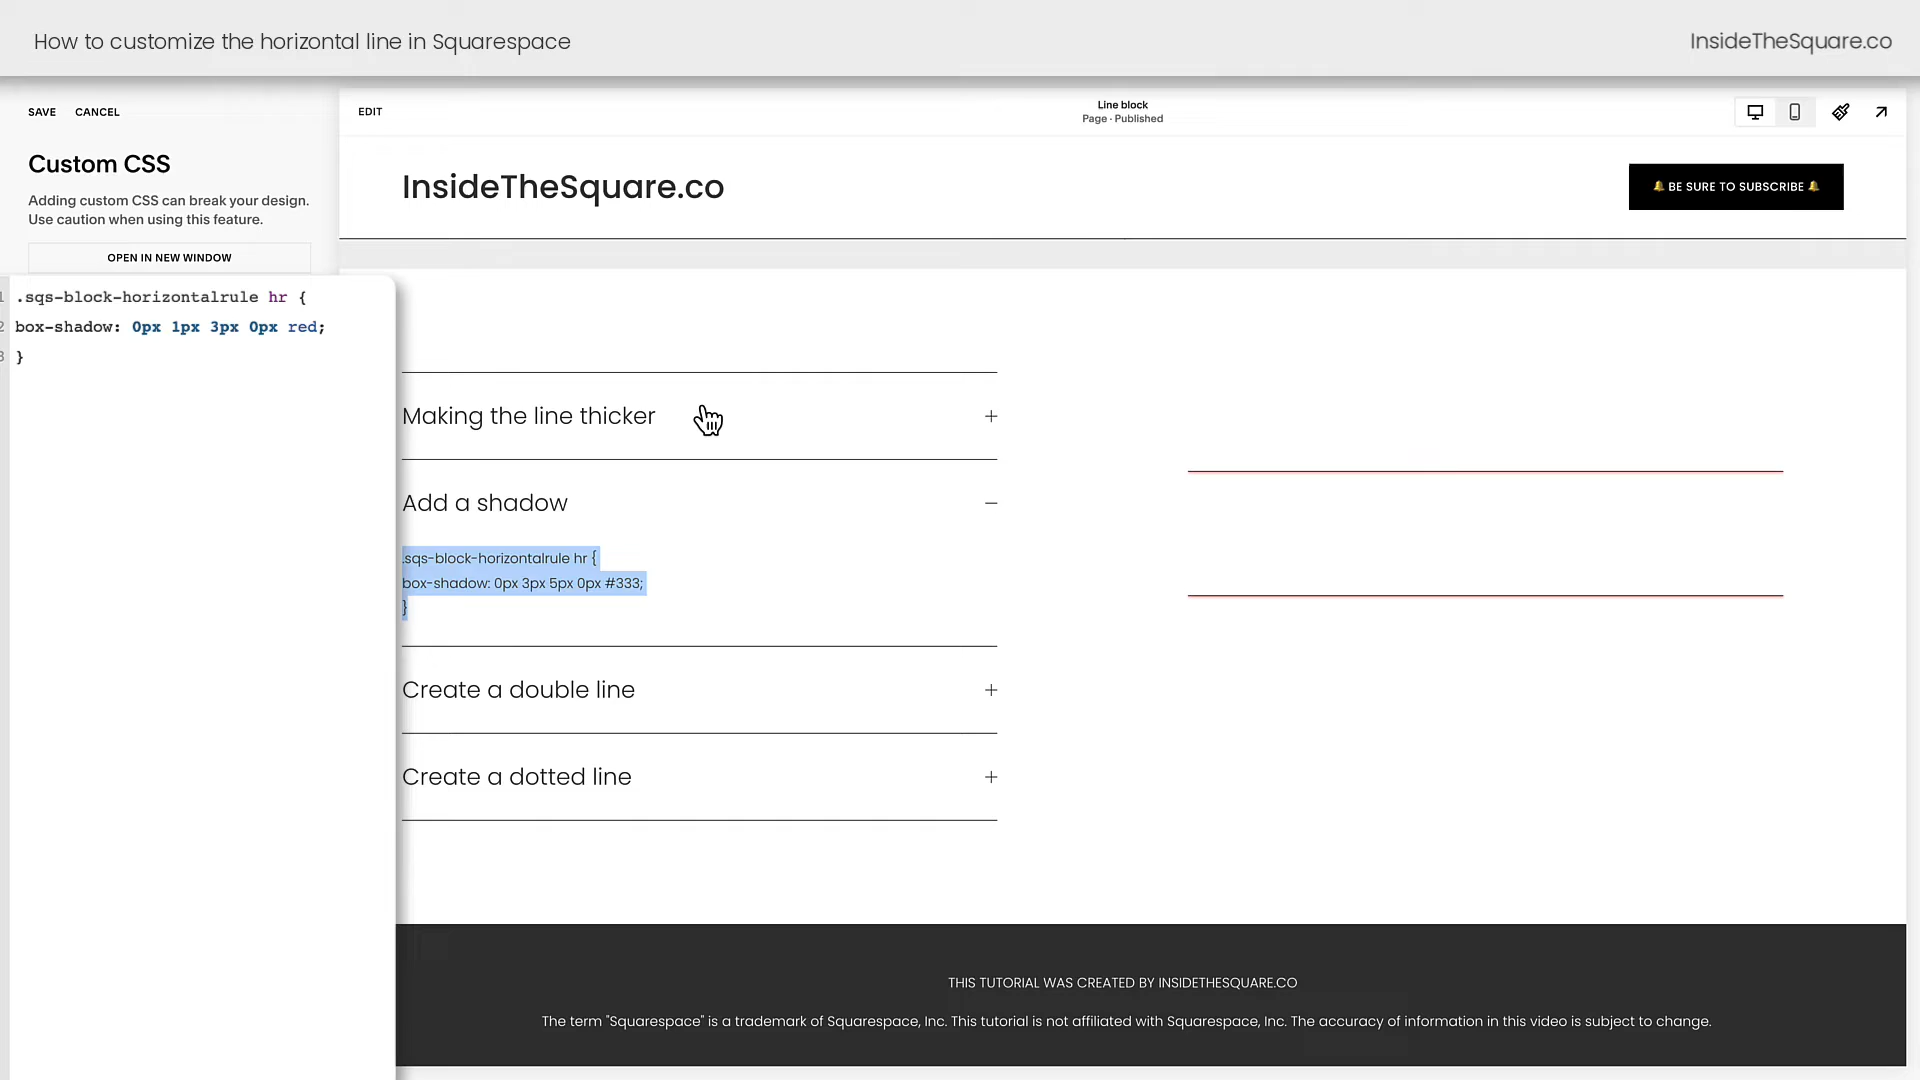 How to customize the horizontal line in Squarespace
InsideTheSquare.co
SAVE CANCEL
EDIT
Line block
Page · Published
Custom CSS
Adding custom CSS can break your design.
Use caution when using this feature.
OPEN IN NEW WINDOW
InsideTheSquare.co
🔔 BE SURE TO SUBSCRIBE 🔔
1 .sqs-block-horizontalrule hr {
2 box-shadow: 0px 1px 3px 0px red;
3 }
Making the line thicker
Add a shadow
.sqs-block-horizontalrule hr {
box-shadow: 0px 3px 5px 0px #333;
}
Create a double line
Create a dotted line
THIS TUTORIAL WAS CREATED BY INSIDETHESQUARE.CO
The term "Squarespace" is a trademark of Squarespace, Inc. This tutorial is not affiliated with Squarespace, Inc. The accuracy of information in this video is subject to change.